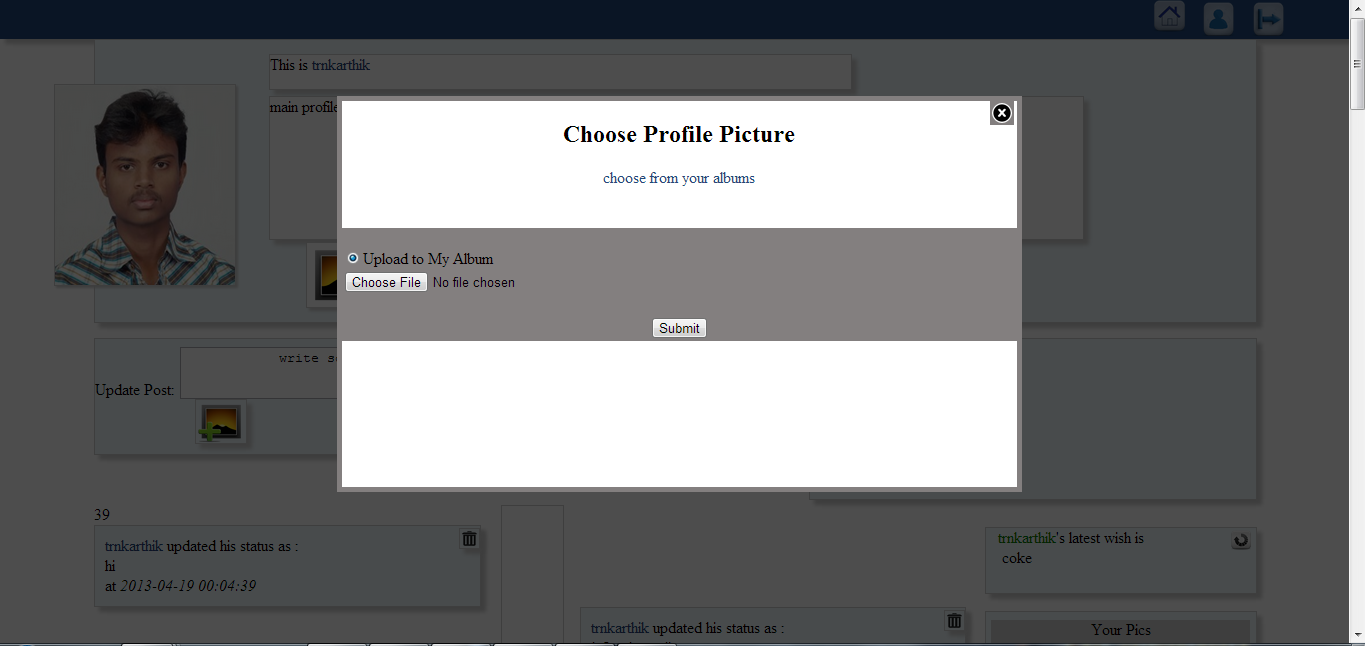 This is trnkarthik
main profile
Choose Profile Picture
choose from your albums
Upload to My Album
Choose File No file chosen
Submit
write
Update Post:
39
trnkarthik updated his status as :
hi
at 2013-04-19 00:04:39
trnkarthik's latest wish is
coke
trnkarthik updated his status as :
Your Pics